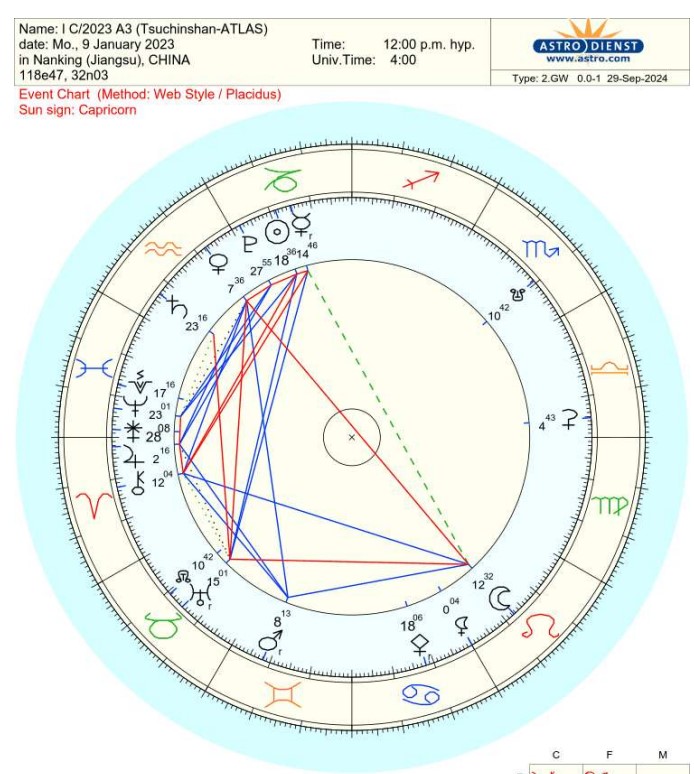 Name: I C/2023 A3 (Tsuchinshan-ATLAS)
date: Mo., 9 January 2023
in Nanking (Jiangsu), CHINA
118e47, 32n03
Time: 12:00 p.m. hyp.
Univ.Time: 4:00
ASTRO DIENST
www.astro.com
Type: 2.GW 0.0-1 29-Sep-2024
Event Chart (Method: Web Style / Placidus)
Sun sign: Capricorn
r
7 36
27 55
18 36
14 46
23 16
10 42
17 16
23 01
28 08
2 16
12 04
4 43
10 42
15 01
r
8 13
r
18 06
0 04
12 32
C F M